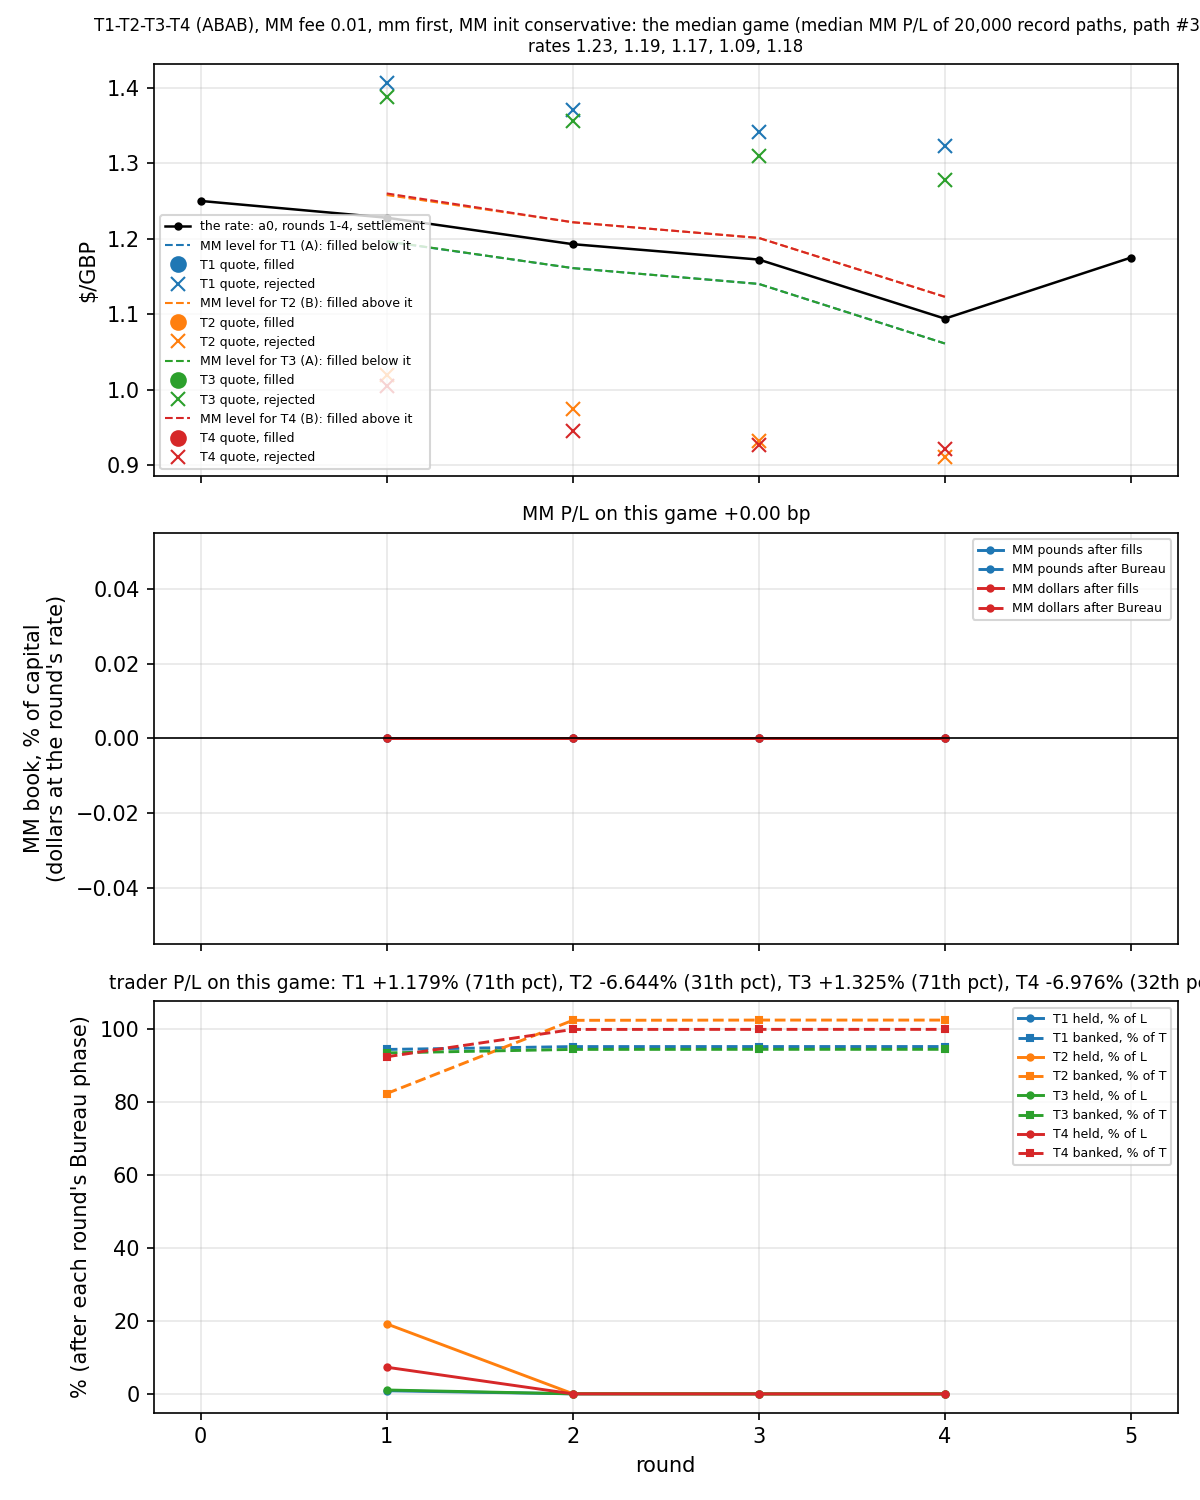 T1-T2-T3-T4 (ABAB), MM fee 0.01, mm first, MM init conservative: the median game (median MM P/L of 20,000 record paths, path #3
rates 1.23, 1.19, 1.17, 1.09, 1.18
1.4
1.3
1.2
1.1
1.0
0.9
$/GBP
the rate: a0, rounds 1-4, settlement
MM level for T1 (A): filled below it
T1 quote, filled
T1 quote, rejected
MM level for T2 (B): filled above it
T2 quote, filled
T2 quote, rejected
MM level for T3 (A): filled below it
T3 quote, filled
T3 quote, rejected
MM level for T4 (B): filled above it
T4 quote, filled
T4 quote, rejected
MM P/L on this game +0.00 bp
0.04
0.02
0.00
−0.02
−0.04
MM book, % of capital
(dollars at the round's rate)
MM pounds after fills
MM pounds after Bureau
MM dollars after fills
MM dollars after Bureau
trader P/L on this game: T1 +1.179% (71th pct), T2 -6.644% (31th pct), T3 +1.325% (71th pct), T4 -6.976% (32th
100
80
60
40
20
0
% (after each round's Bureau phase)
T1 held, % of L
T1 banked, % of T
T2 held, % of L
T2 banked, % of T
T3 held, % of L
T3 banked, % of T
T4 held, % of L
T4 banked, % of T
0 1 2 3 4 5
round